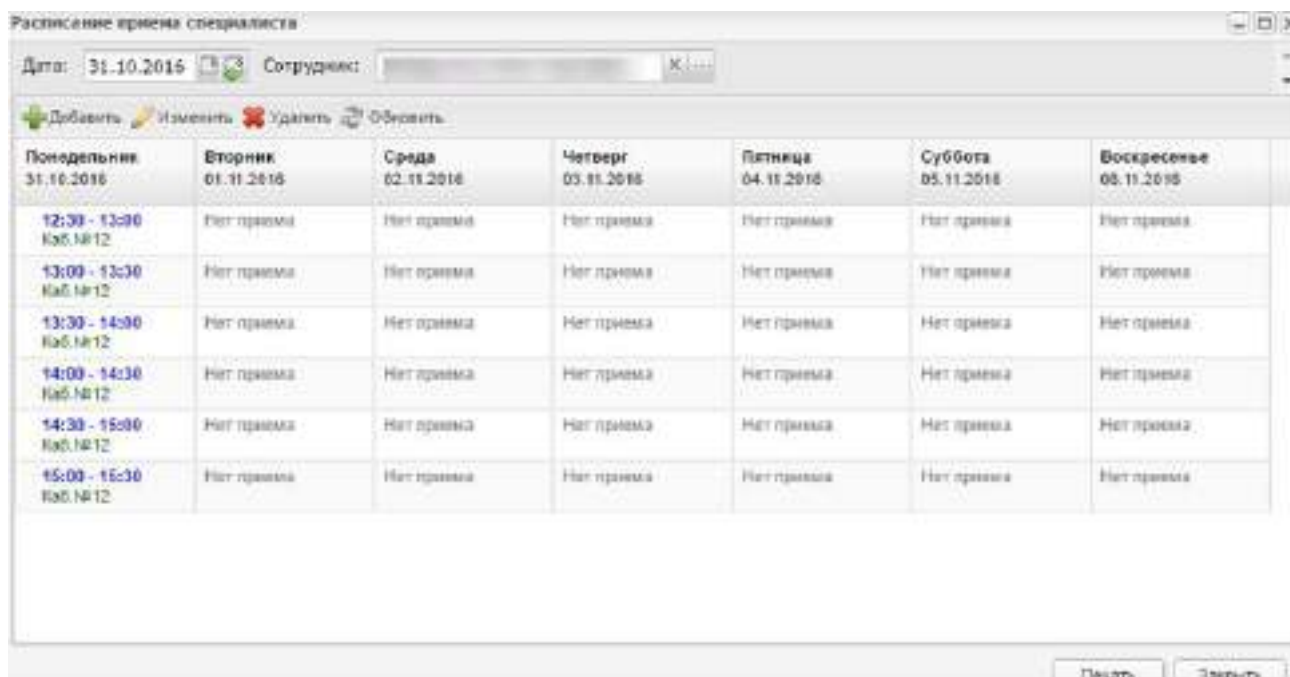 Расписание приема специалиста
Дата: 31.10.2016 Сотрудник:
Добавить Изменить Удалить Обновить
Понедельник Вторник Среда Четверг Пятница Суббота Воскресенье
31.10.2016 01.11.2016 02.11.2016 03.11.2016 04.11.2016 05.11.2016 06.11.2016
12:30 - 13:00 Нет приема Нет приема Нет приема Нет приема Нет приема Нет приема
Каб.№12
13:00 - 13:30 Нет приема Нет приема Нет приема Нет приема Нет приема Нет приема
Каб.№12
13:30 - 14:00 Нет приема Нет приема Нет приема Нет приема Нет приема Нет приема
Каб.№12
14:00 - 14:30 Нет приема Нет приема Нет приема Нет приема Нет приема Нет приема
Каб.№12
14:30 - 15:00 Нет приема Нет приема Нет приема Нет приема Нет приема Нет приема
Каб.№12
15:00 - 15:30 Нет приема Нет приема Нет приема Нет приема Нет приема Нет приема
Каб.№12
Печать Закрыть